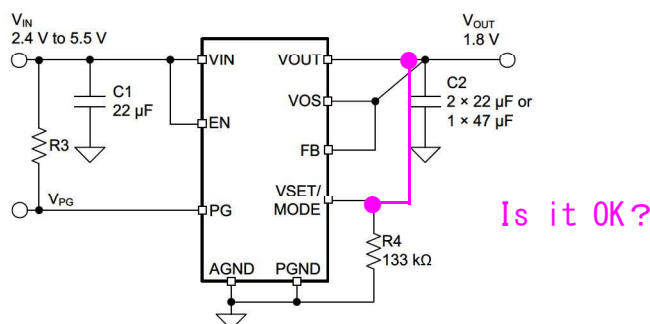 VIN
2.4 V to 5.5 V
VOUT
1.8 V
VIN
VOUT
C1
22 µF
C2
2 × 22 µF or
1 × 47 µF
VOS
EN
R3
FB
VSET/
MODE
VPG
PG
Is it OK?
R4
133 kΩ
AGND
PGND